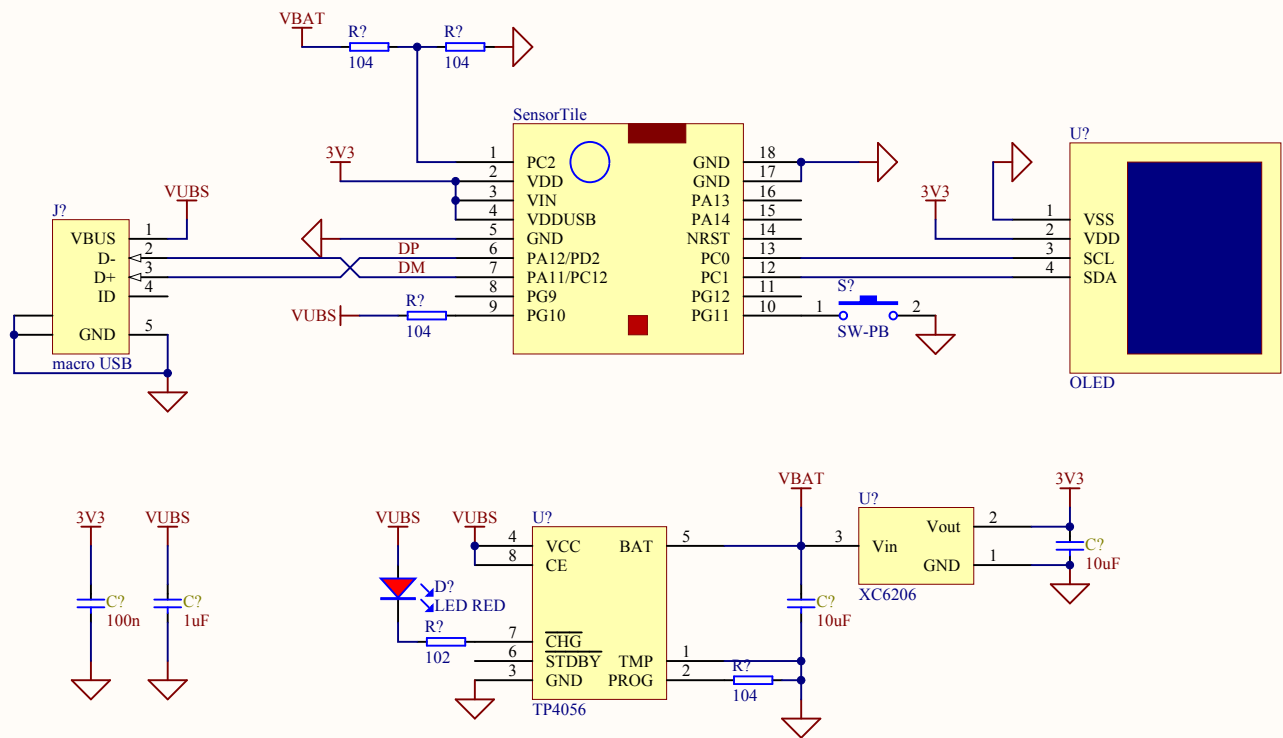 VBAT
R?
R?
104
104
SensorTile
U?
3V3
1 PC2
GND 18
2 VDD
GND 17
3 VIN
PA13 16
4 VDDUSB
PA14 15
5 GND
NRST 14
6 PA12/PD2
PC0 13
7 PA11/PC12
PC1 12
8 PG9
PG12 11
9 PG10
PG11 10
DP
DM
VUBS
J?
VBUS 1
D- 2
D+ 3
ID 4
GND 5
macro USB
VUBS
R?
104
S?
1
2
SW-PB
3V3
1 VSS
2 VDD
3 SCL
4 SDA
OLED
3V3
C?
100n
VUBS
C?
1uF
VUBS
D?
LED RED
R?
102
VUBS
U?
4 VCC
BAT 5
8 CE
7 CHG
6 STDBY
TMP 1
3 GND
PROG 2
TP4056
R?
104
VBAT
C?
10uF
U?
3 Vin
Vout 2
GND 1
XC6206
3V3
C?
10uF